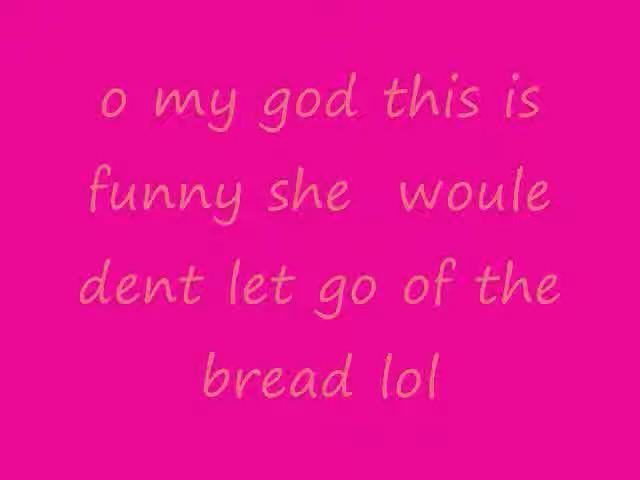 o my god this is
funny she woule
dent let go of the
bread lol